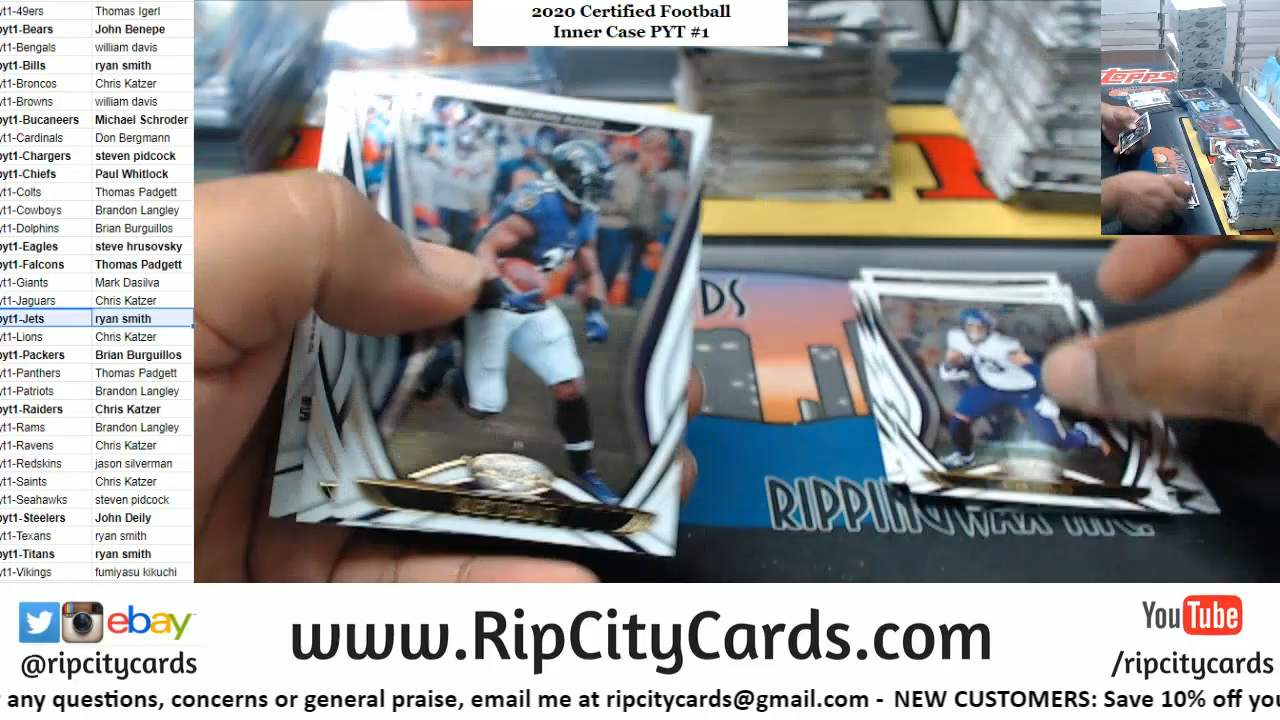 2020 Certified Football
Inner Case PYT #1
yt1-49ers Thomas Igerl
pyt1-Bears John Benepe
yt1-Bengals william davis
pyt1-Bills ryan smith
yt1-Broncos Chris Katzer
yt1-Browns william davis
pyt1-Bucaneers Michael Schroder
yt1-Cardinals Don Bergmann
pyt1-Chargers steven pidcock
pyt1-Chiefs Paul Whitlock
yt1-Colts Thomas Padgett
yt1-Cowboys Brandon Langley
yt1-Dolphins Brian Burguillos
pyt1-Eagles steve hrusovsky
pyt1-Falcons Thomas Padgett
yt1-Giants Mark Dasilva
yt1-Jaguars Chris Katzer
pyt1-Jets ryan smith
yt1-Lions Chris Katzer
pyt1-Packers Brian Burguillos
yt1-Panthers Thomas Padgett
yt1-Patriots Brandon Langley
pyt1-Raiders Chris Katzer
yt1-Rams Brandon Langley
yt1-Ravens Chris Katzer
yt1-Redskins jason silverman
yt1-Saints Chris Katzer
yt1-Seahawks steven pidcock
pyt1-Steelers John Deily
yt1-Texans ryan smith
pyt1-Titans ryan smith
yt1-Vikings fumiyasu kikuchi
topps
RDS
RIPPINGWAX INC.
ebay
@ripcitycards
www.RipCityCards.com
YouTube
/ripcitycards
any questions, concerns or general praise, email me at ripcitycards@gmail.com - NEW CUSTOMERS: Save 10% off you